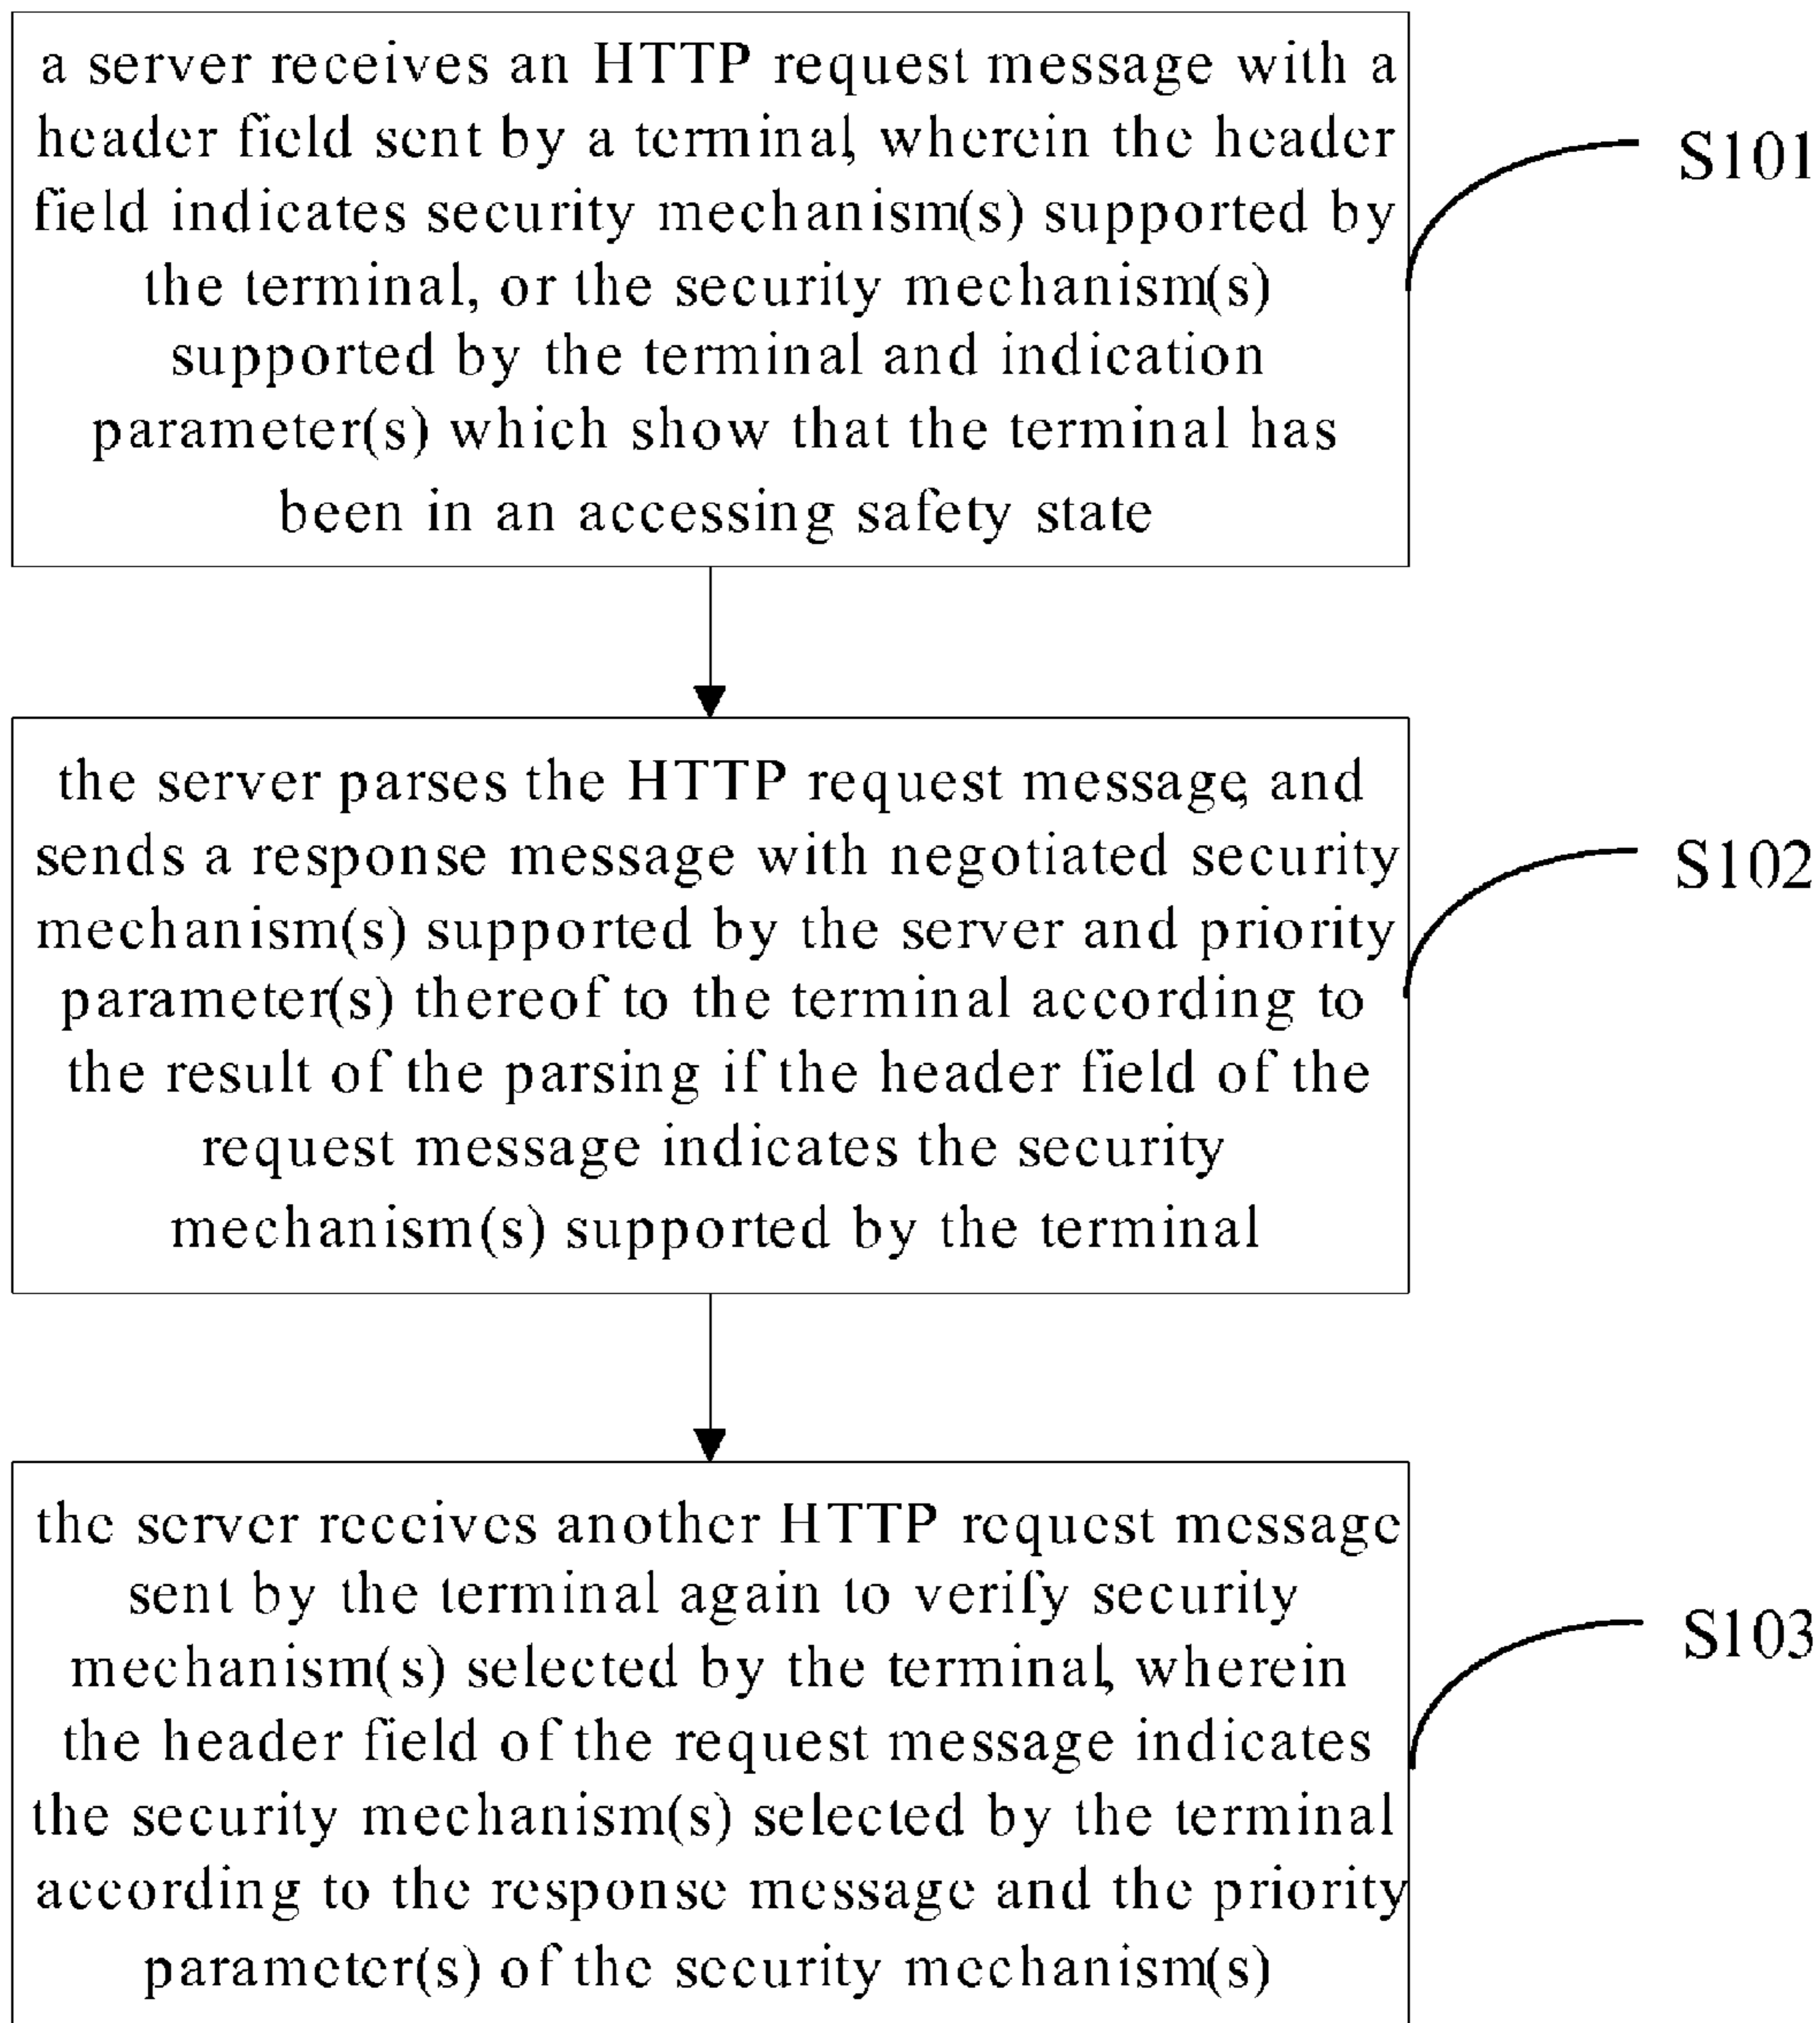 a server receives an HTTP request message with a
header field sent by a terminal, wherein the header
field indicates security mechanism(s) supported by
the terminal, or the security mechanism(s)
supported by the terminal and indication
parameter(s) which show that the terminal has
been in an accessing safety state
S101
the server parses the HTTP request message, and
sends a response message with negotiated security
mechanism(s) supported by the server and priority
parameter(s) thereof to the terminal according to
the result of the parsing if the header field of the
request message indicates the security
mechanism(s) supported by the terminal
S102
the server receives another HTTP request message
sent by the terminal again to verify security
mechanism(s) selected by the terminal, wherein
the header field of the request message indicates
the security mechanism(s) selected by the terminal
according to the response message and the priority
parameter(s) of the security mechanism(s)
S103